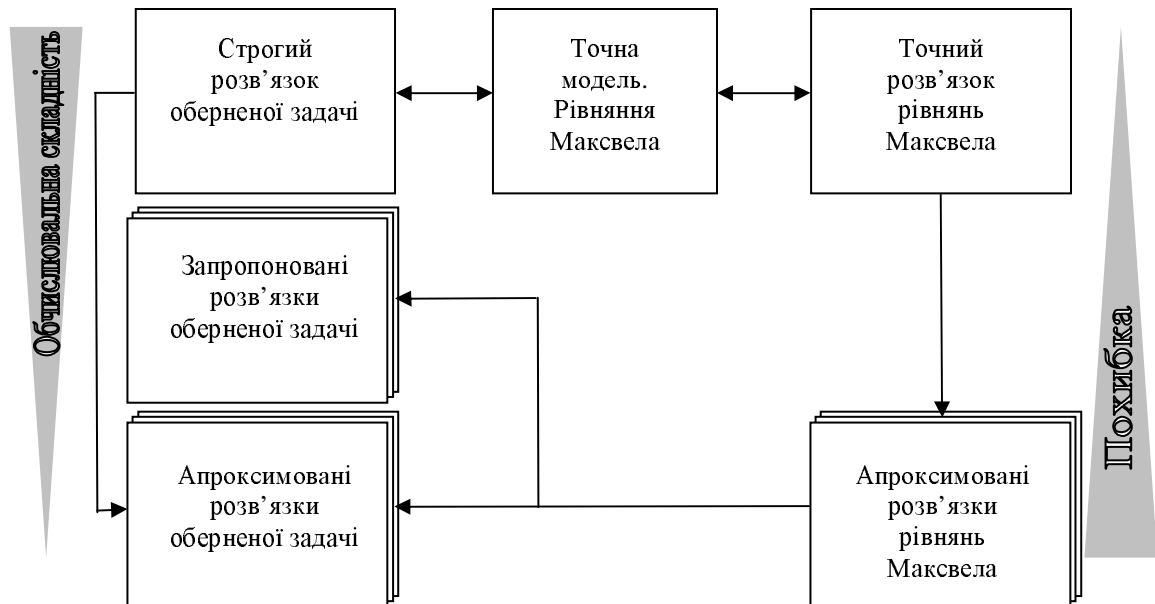 Обчислювальна складність
Строгий
розв’язок
оберненої задачі
Точна
модель.
Рівняння
Максвела
Точний
розв’язок
рівнянь
Максвела
Запропоновані
розв’язки
оберненої задачі
Апроксимовані
розв’язки
оберненої задачі
Апроксимовані
розв’язки
рівнянь
Максвела
Похибка